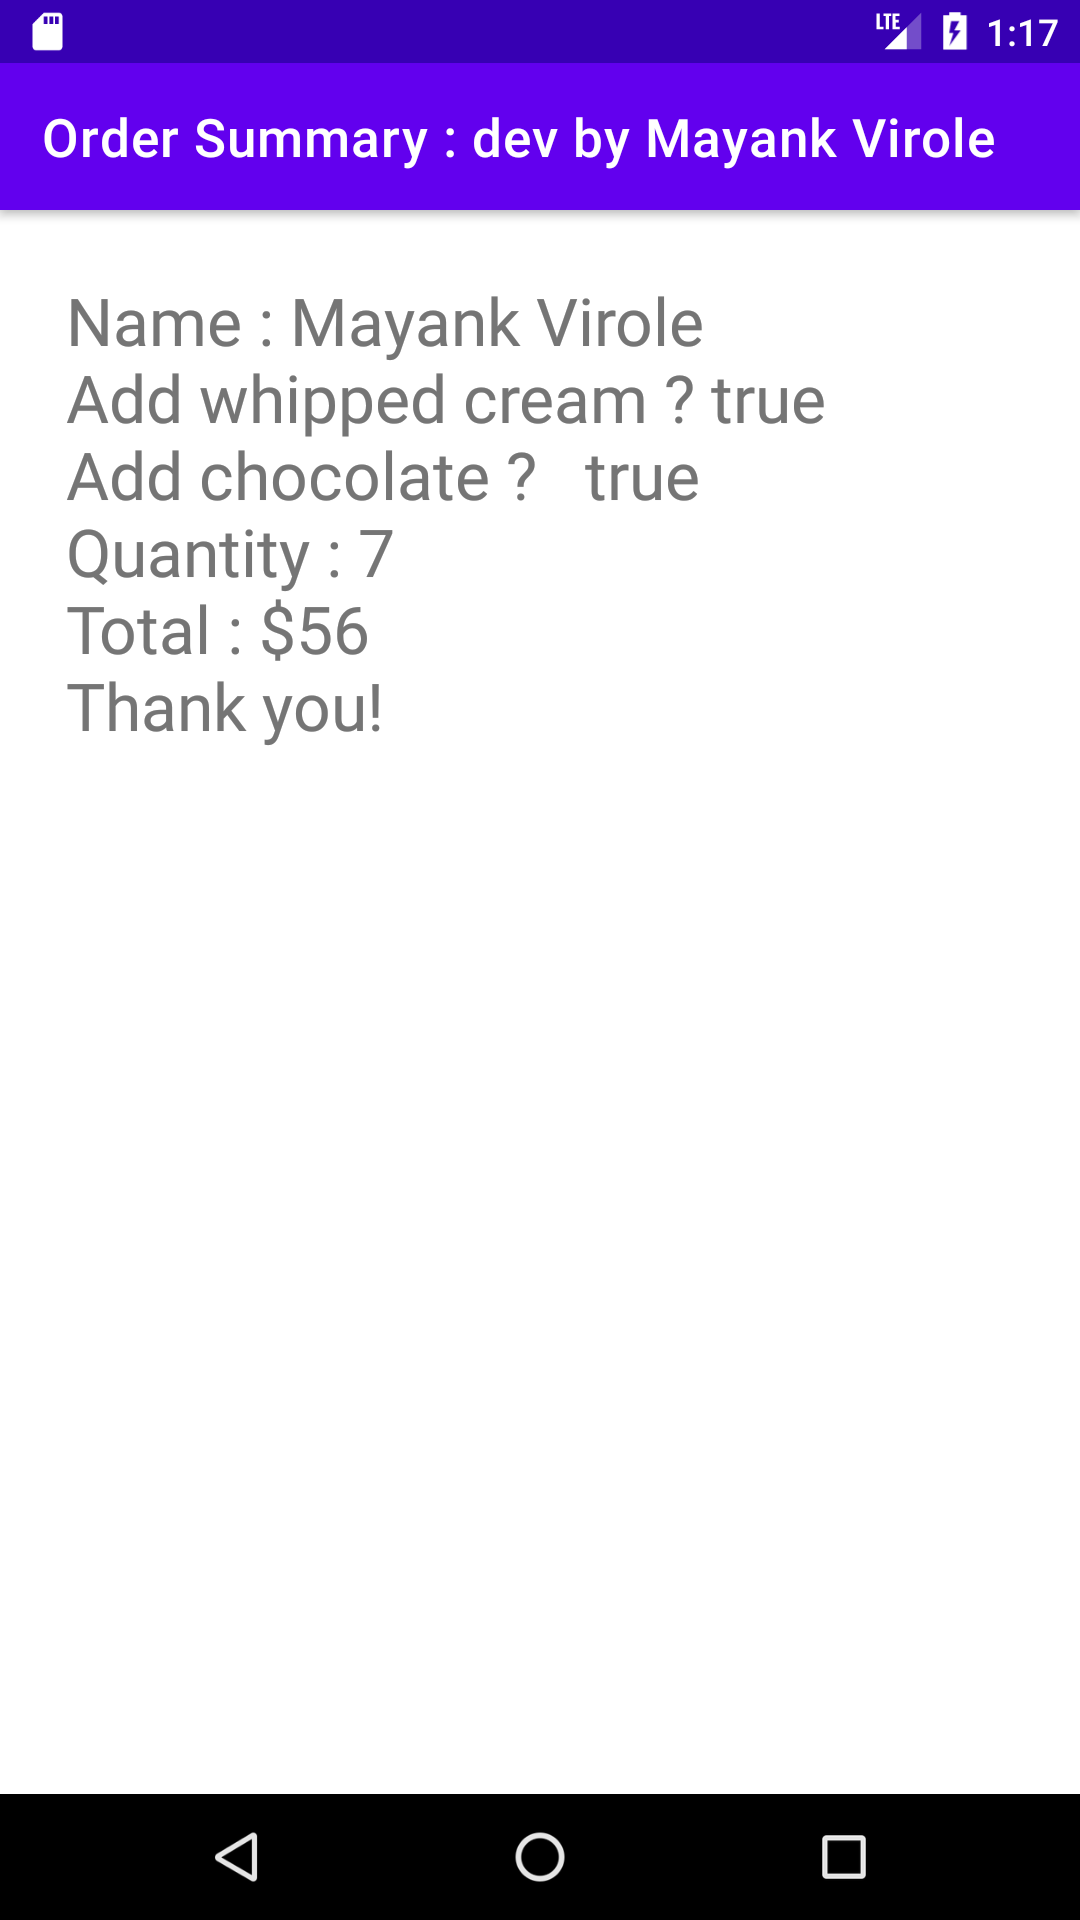 LTE 1:17
Order Summary : dev by Mayank Virole
Name : Mayank Virole
Add whipped cream ? true
Add chocolate ?   true
Quantity : 7
Total : $56
Thank you!